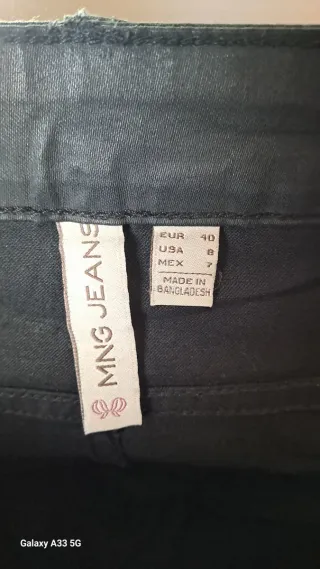 MNG JEANS
EUR 40
USA 8
MEX 7
MADE IN
BANGLADESH
Galaxy A33 5G